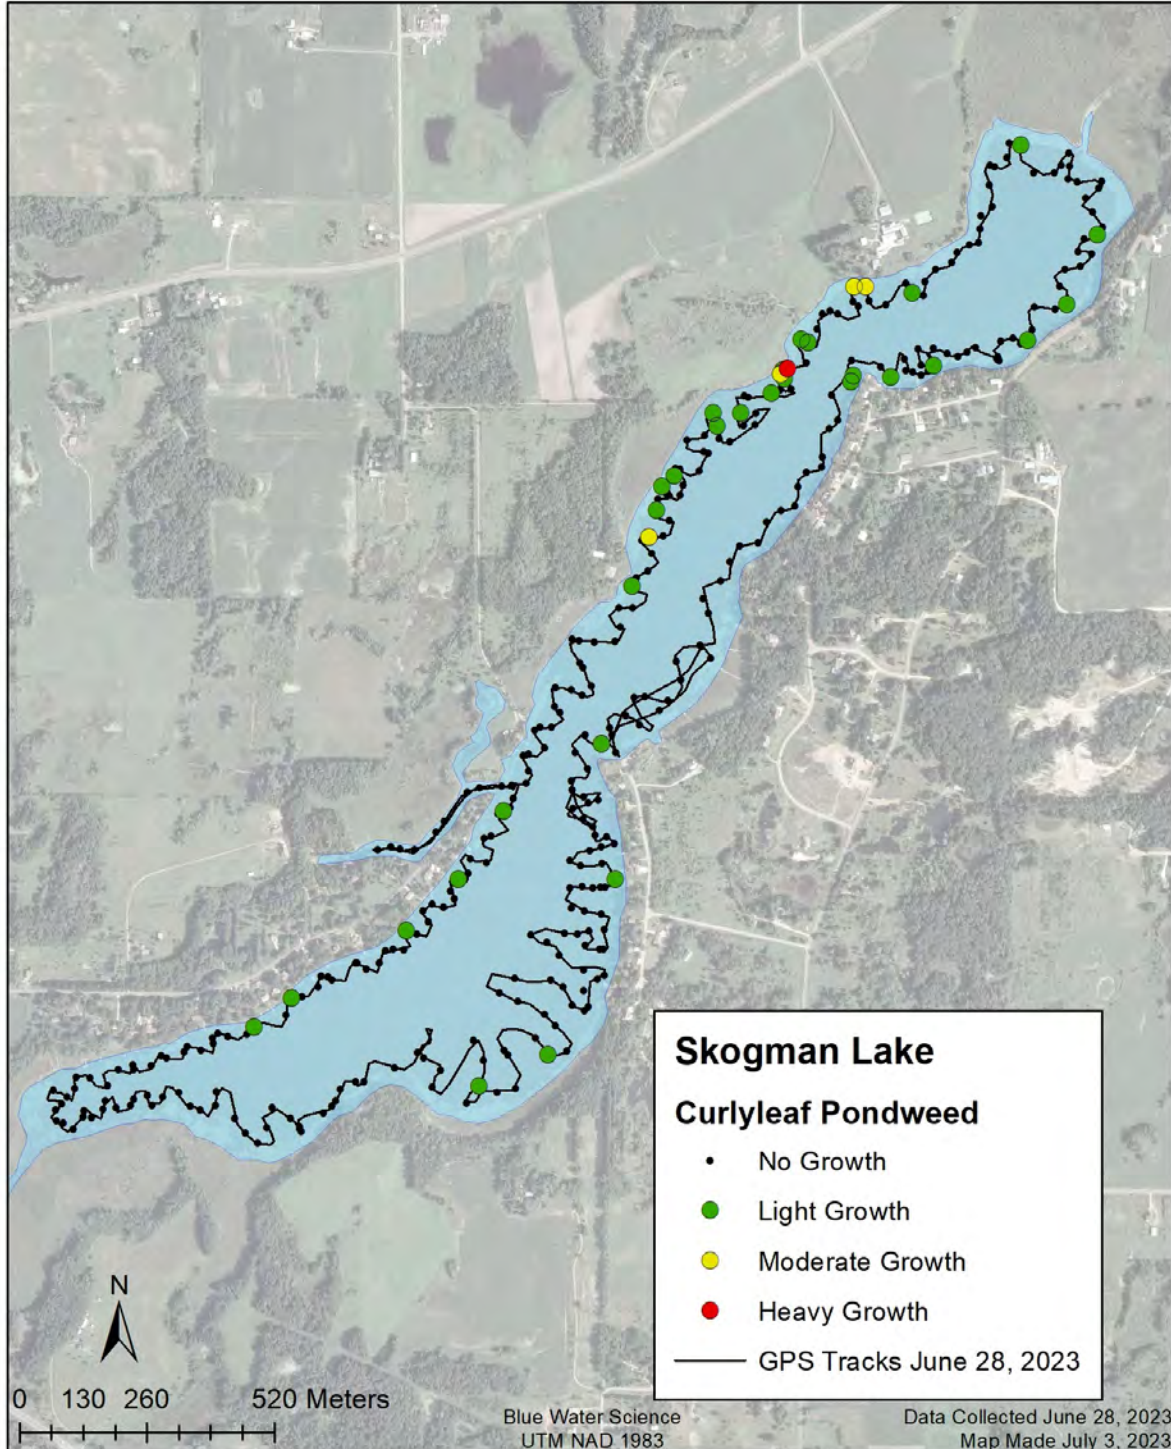 Skogman Lake
Curlyleaf Pondweed
No Growth
Light Growth
Moderate Growth
Heavy Growth
GPS Tracks June 28, 2023
N
0 130 260 520 Meters
Blue Water Science
UTM NAD 1983
Data Collected June 28, 2023
Map Made July 3, 2023